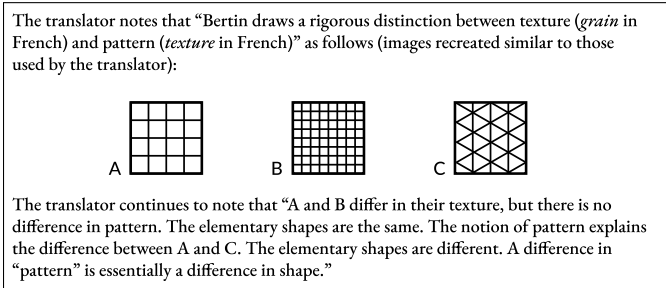 The translator notes that “Bertin draws a rigorous distinction between texture (grain in
French) and pattern (texture in French)” as follows (images recreated similar to those
used by the translator):
A
B
C
The translator continues to note that “A and B differ in their texture, but there is no
difference in pattern. The elementary shapes are the same. The notion of pattern explains
the difference between A and C. The elementary shapes are different. A difference in
“pattern” is essentially a difference in shape.”